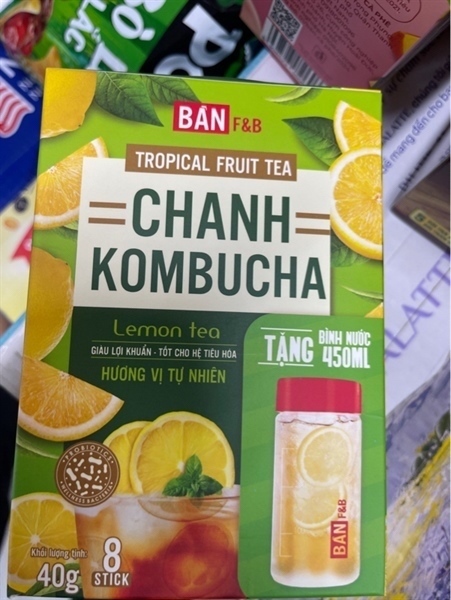 BẢN F&B
TROPICAL FRUIT TEA
CHANH
KOMBUCHA
Lemon tea
GIÀU LỢI KHUẨN - TỐT CHO HỆ TIÊU HÓA
HƯƠNG VỊ TỰ NHIÊN
TẶNG BÌNH NƯỚC
450ML
PROBIOTICS
BẢN F&B
Khối lượng tịnh:
40g
8
STICK